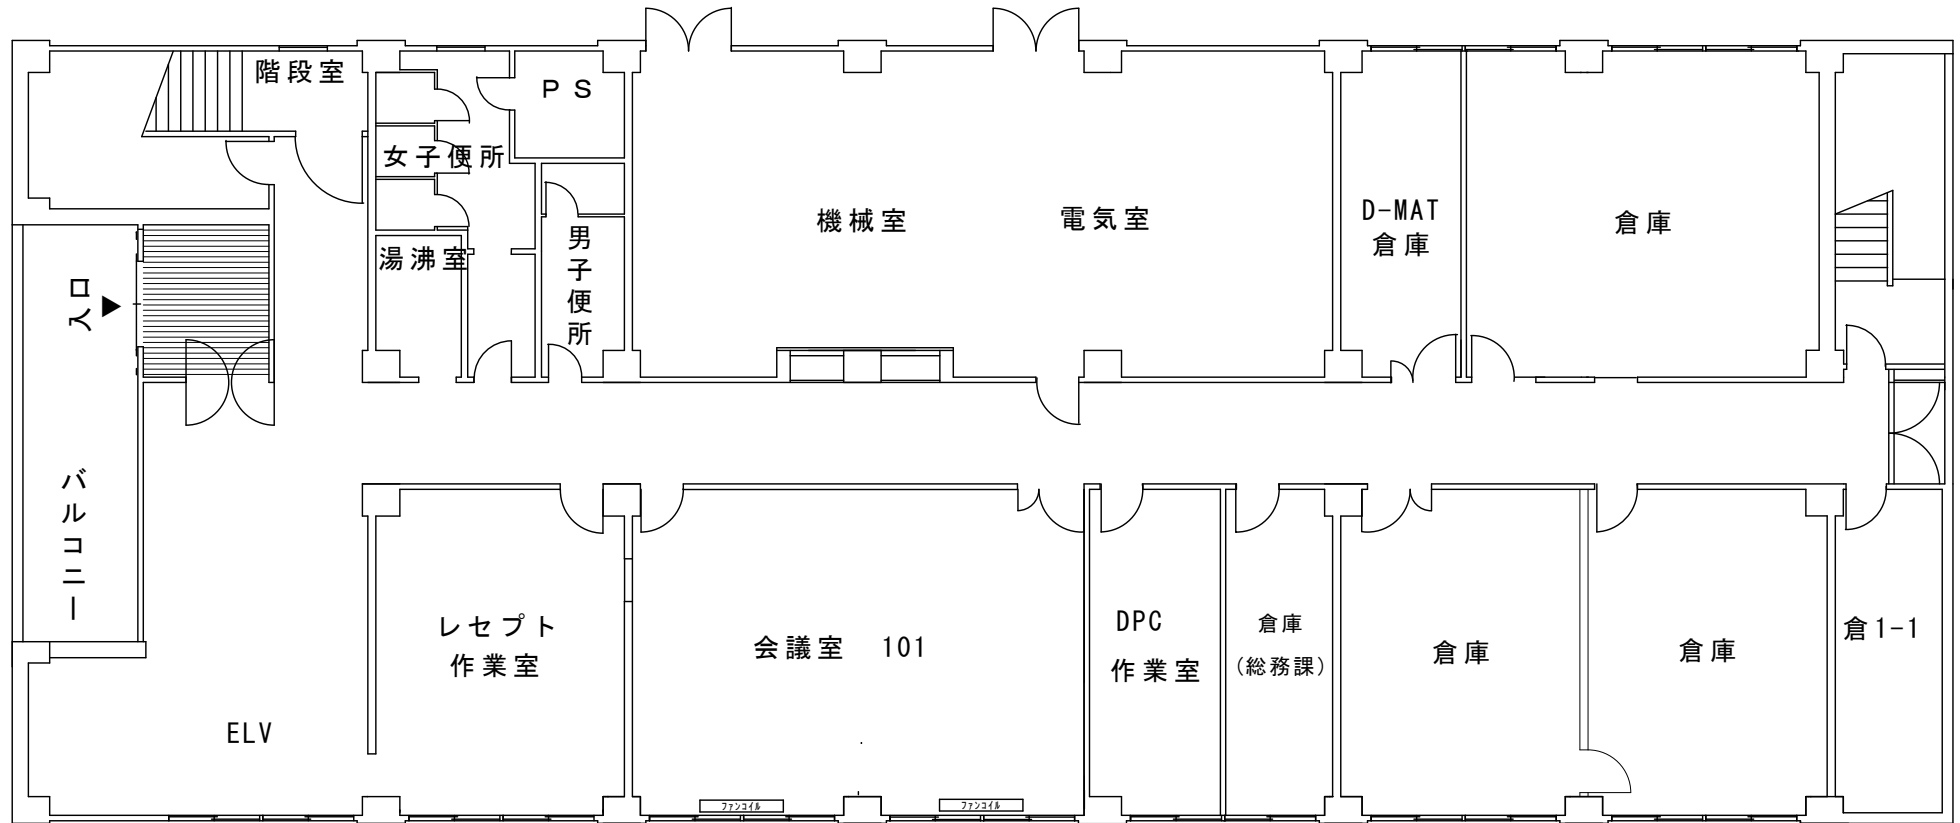 階段室
PS
女子便所
湯沸室
男子便所
機械室
電気室
D-MAT
倉庫
倉庫
入口
バルコニー
ELV
レセプト
作業室
会議室 101
DPC
作業室
倉庫
(総務課)
倉庫
倉庫
倉1-1
ファンコイル
ファンコイル